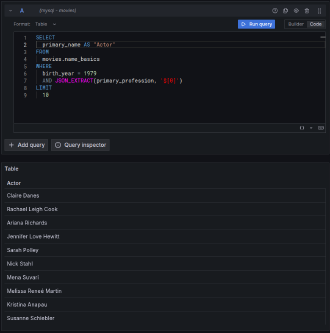 A (mysql - movies)
Format: Table Run query Builder Code
1 SELECT
2 primary_name AS "Actor"
3 FROM
4 movies.name_basics
5 WHERE
6 birth_year = 1979
7 AND JSON_EXTRACT(primary_profession, '$[0]')
8 LIMIT
9 10
+ Add query Query inspector
Table
Actor
Claire Danes
Rachael Leigh Cook
Ariana Richards
Jennifer Love Hewitt
Sarah Polley
Nick Stahl
Mena Suvari
Melissa Reneé Martin
Kristina Anapau
Susanne Schiebler